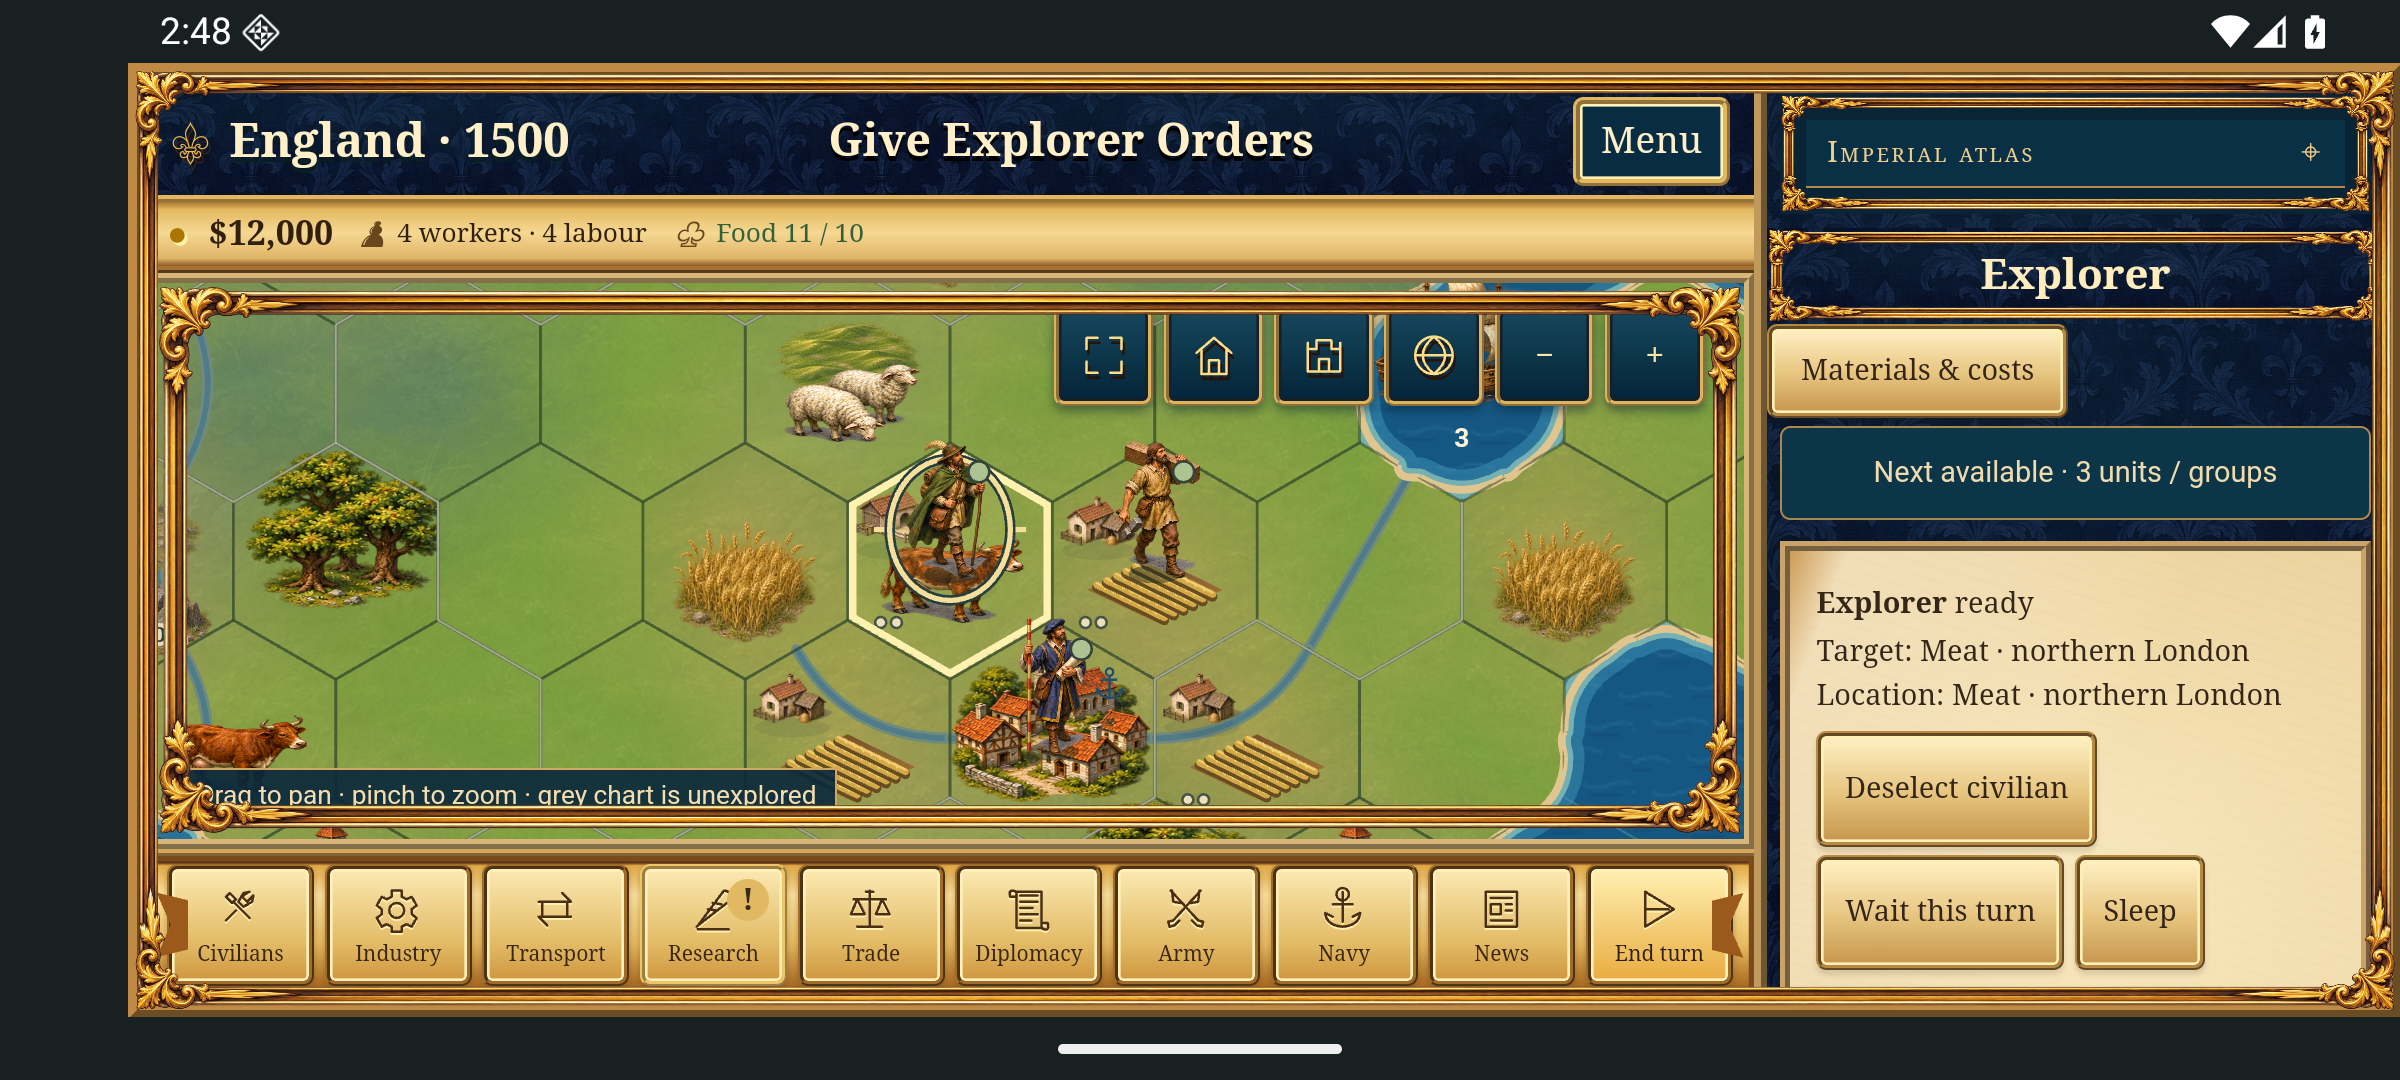 2:48
England · 1500
Give Explorer Orders
Menu
$12,000
4 workers · 4 labour
Food 11 / 10
−
+
3
Drag to pan · pinch to zoom · grey chart is unexplored
Civilians
Industry
Transport
!
Research
Trade
Diplomacy
Army
Navy
News
End turn
Imperial atlas
Explorer
Materials & costs
Next available · 3 units / groups
Explorer ready
Target: Meat · northern London
Location: Meat · northern London
Deselect civilian
Wait this turn
Sleep